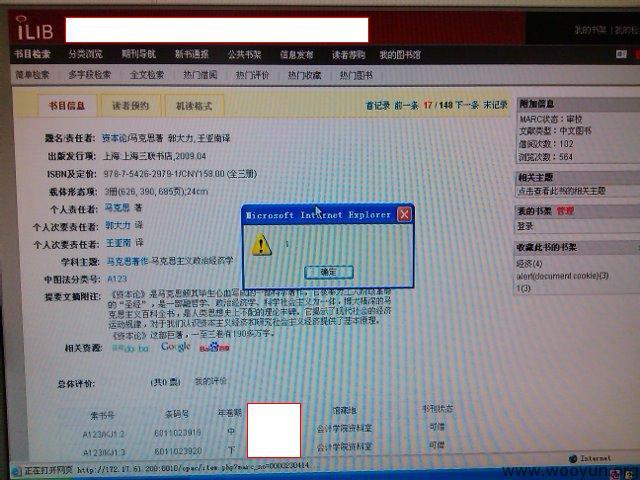 iLIB
我的书架 | 我的检
书目检索 分类浏览 期刊导航 新书通报 公共书架 信息发布 读者荐购 我的图书馆
简单检索 多字段检索 全文检索 热门借阅 热门评价 热门收藏 热门图书
书目信息 读者预约 机读格式
首记录 前一条 17 / 148 下一条 末记录
题名/责任者: 资本论/马克思著 郭大力, 王亚南译
出版发行项: 上海:上海三联书店,2009.04
ISBN及定价: 978-7-5426-2979-1/CNY158.00 (全三册)
载体形态项: 3册(626, 390, 685页);24cm
个人责任者: 马克思 著
个人次要责任者: 郭大力 译
个人次要责任者: 王亚南 译
学科主题: 马克思著作-马克思主义政治经济学
中图法分类号: A123
提要文摘附注: 《资本论》是马克思
的“圣经”，是一部融哲学、政治经济学、科学社会主义为一体，博大精深的马
克思主义百科全书，是人类思想史上不配的理论丰碑。它揭示了现代社会的经济
运动规律，对于我们认识资本主义经济和研究社会主义经济提供了基本原理。
《资本论》这部巨著，一至三卷有190多万字。
相关资源:
Google
Bai 百度
总体评价: (共0 票) 我的评价
索书号 条码号 年卷期 馆藏地 书刊状态
A123/KJ1:2 6011023919 中 会计学院资料室 可借
A123/KJ1:3 6011023920 下 会计学院资料室 可借
附加信息
MARC状态：审校
文献类型：中文图书
借阅次数：102
浏览次数：564
相关主题
点击查看此书的相关主题
我的书架 管理
登录
收藏此书的书架
经济(4)
alert(document.cookie)(3)
1(3)
Microsoft Internet Explorer
1
确定
正在打开网页 http://172.17.61.200:8010/opac/item.php?marc_no=0000230414
Internet
www.wooyun